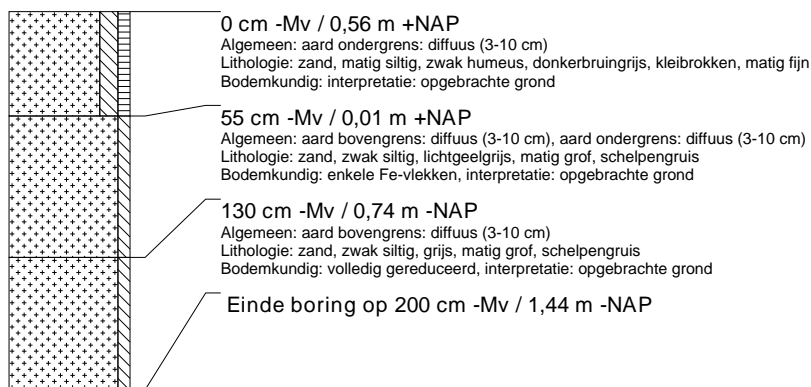 0 cm -Mv / 0,56 m +NAP
Algemeen: aard ondergrens: diffuus (3-10 cm)
Lithologie: zand, matig siltig, zwak humeus, donkerbruingrijs, kleibrokken, matig fijn
Bodemkundig: interpretatie: opgebrachte grond
55 cm -Mv / 0,01 m +NAP
Algemeen: aard bovengrens: diffuus (3-10 cm), aard ondergrens: diffuus (3-10 cm)
Lithologie: zand, zwak siltig, lichtgeelgrijs, matig grof, schelpengruis
Bodemkundig: enkele Fe-vlekken, interpretatie: opgebrachte grond
130 cm -Mv / 0,74 m -NAP
Algemeen: aard bovengrens: diffuus (3-10 cm)
Lithologie: zand, zwak siltig, grijs, matig grof, schelpengruis
Bodemkundig: volledig gereduceerd, interpretatie: opgebrachte grond
Einde boring op 200 cm -Mv / 1,44 m -NAP